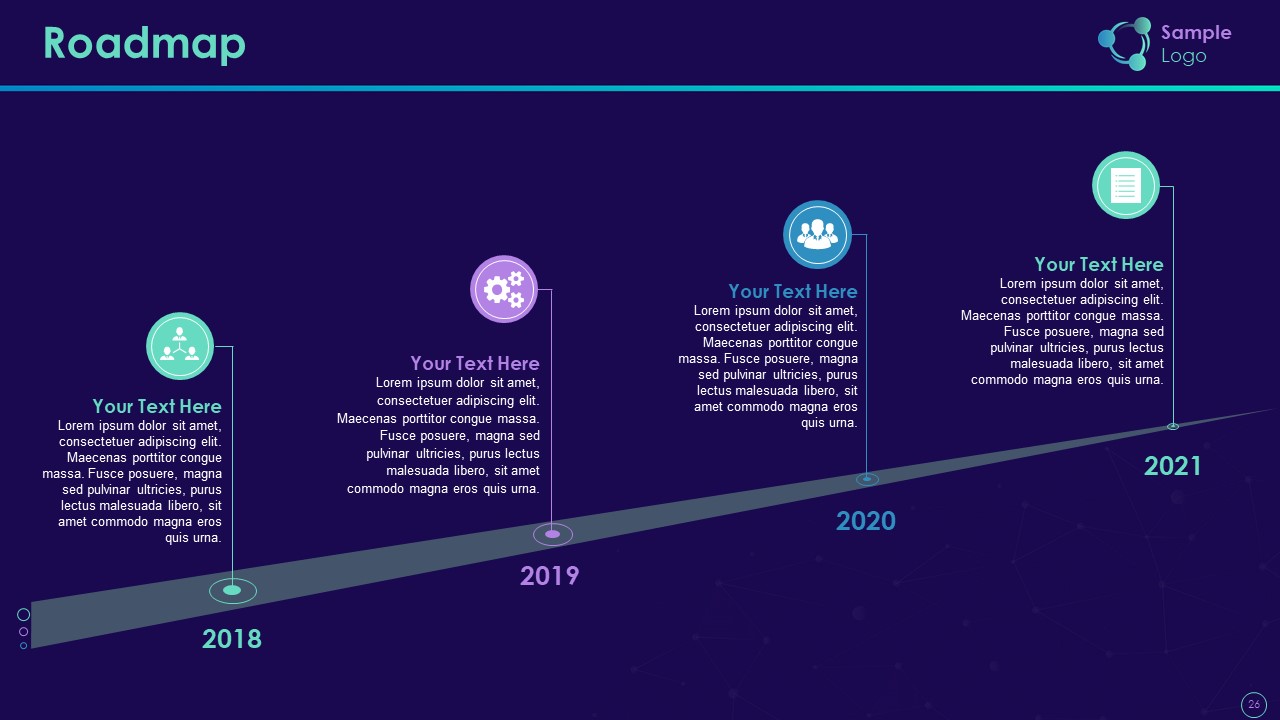 Roadmap
Sample
Logo
Your Text Here
Lorem ipsum dolor sit amet,
consectetuer adipiscing elit.
Maecenas porttitor congue
massa. Fusce posuere, magna
sed pulvinar ultricies, purus
lectus malesuada libero, sit
amet commodo magna eros
quis urna.
2018
Your Text Here
Lorem ipsum dolor sit amet,
consectetuer adipiscing elit.
Maecenas porttitor congue massa.
Fusce posuere, magna sed
pulvinar ultricies, purus lectus
malesuada libero, sit amet
commodo magna eros quis urna.
2019
Your Text Here
Lorem ipsum dolor sit amet,
consectetuer adipiscing elit.
Maecenas porttitor congue
massa. Fusce posuere, magna
sed pulvinar ultricies, purus
lectus malesuada libero, sit
amet commodo magna eros
quis urna.
2020
Your Text Here
Lorem ipsum dolor sit amet,
consectetuer adipiscing elit.
Maecenas porttitor congue massa.
Fusce posuere, magna sed
pulvinar ultricies, purus lectus
malesuada libero, sit amet
commodo magna eros quis urna.
2021
26